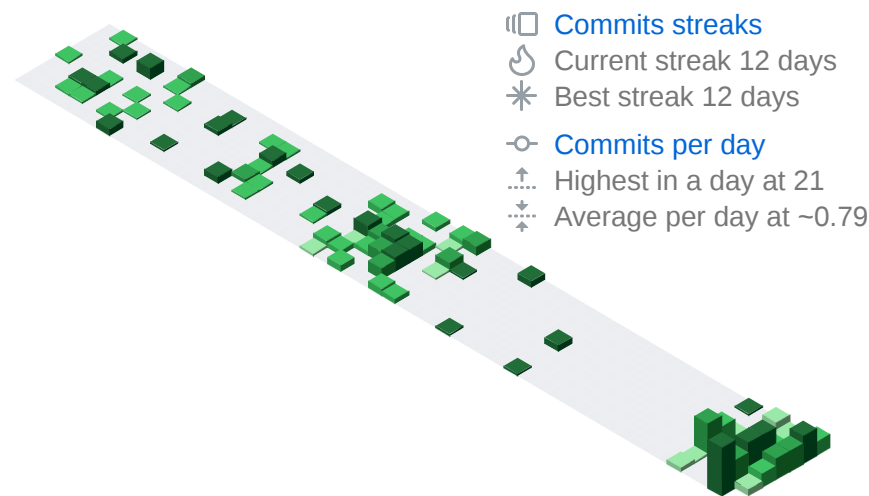 Commits streaks
Current streak 12 days
Best streak 12 days
Commits per day
Highest in a day at 21
Average per day at ~0.79